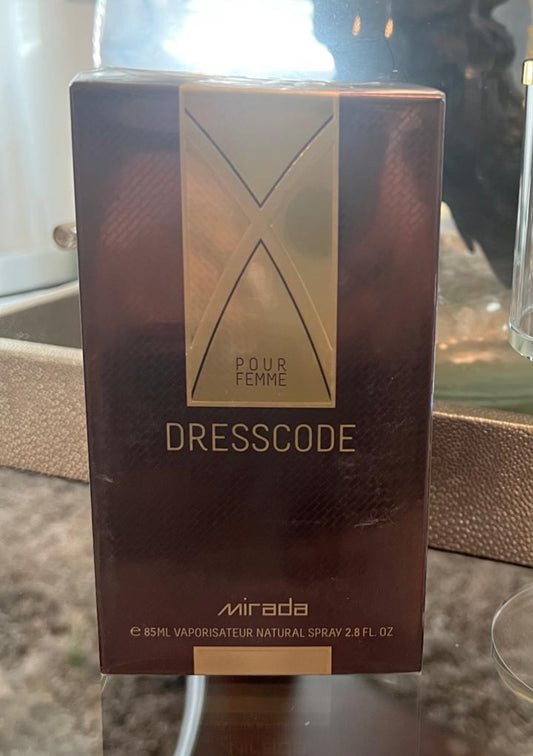 POUR
FEMME
DRESSCODE
mirada
℮ 85ML VAPORISATEUR NATURAL SPRAY 2.8 FL. OZ